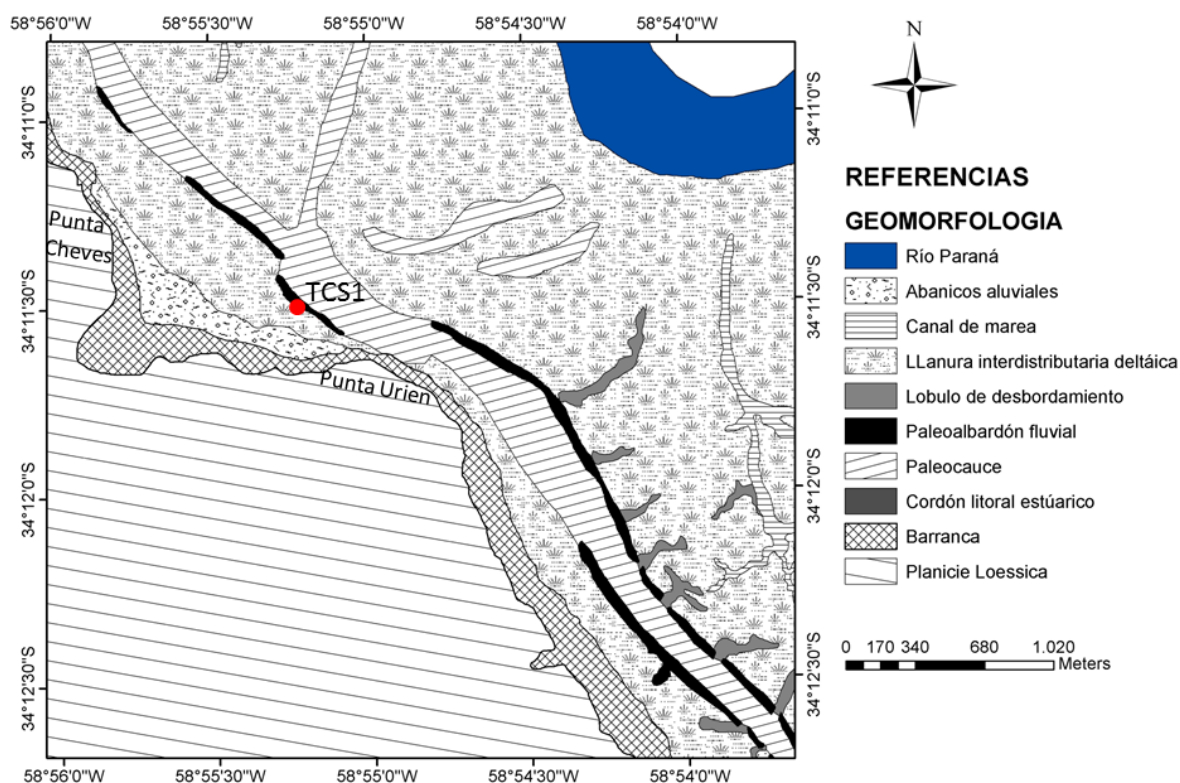 58°56'0"W 58°55'30"W 58°55'0"W 58°54'30"W 58°54'0"W
N
34°11'0"S
34°11'0"S
REFERENCIAS
GEOMORFOLOGIA
Punta
Cheves
Río Paraná
TCS1
Abanicos aluviales
34°11'30"S
34°11'30"S
Canal de marea
LLanura interdistributaria deltáica
Punta Urien
Lobulo de desbordamiento
Paleoalbardón fluvial
Paleocauce
34°12'0"S
34°12'0"S
Cordón litoral estúarico
Barranca
Planicie Loessica
0 170 340 680 1.020
Meters
34°12'30"S
34°12'30"S
58°56'0"W 58°55'30"W 58°55'0"W 58°54'30"W 58°54'0"W